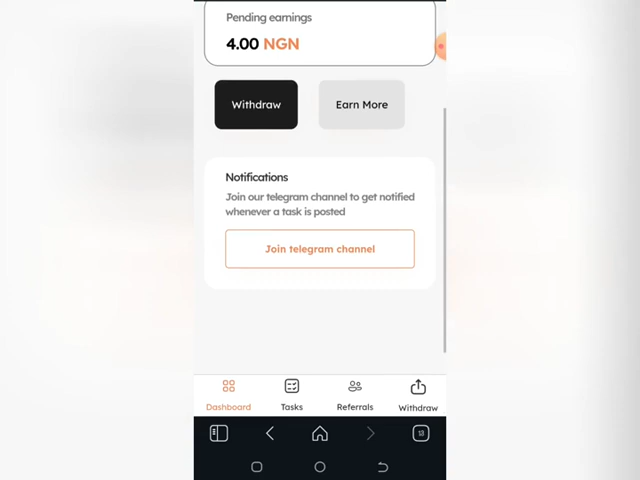 Pending earnings
4.00 NGN
Withdraw
Earn More
Notifications
Join our telegram channel to get notified
whenever a task is posted
Join telegram channel
Dashboard
Tasks
Referrals
Withdraw